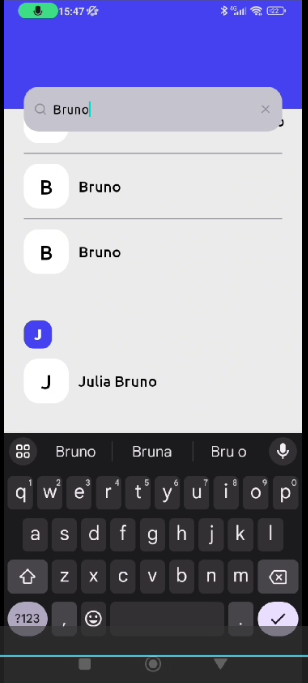 15:47
Bruno
B Bruno
B Bruno
J
J Julia Bruno
Bruno Bruna Bru o
q1 w2 e3 r4 t5 y6 u7 i8 o9 p0
a s d f g h j k l
z x c v b n m
?123 , .